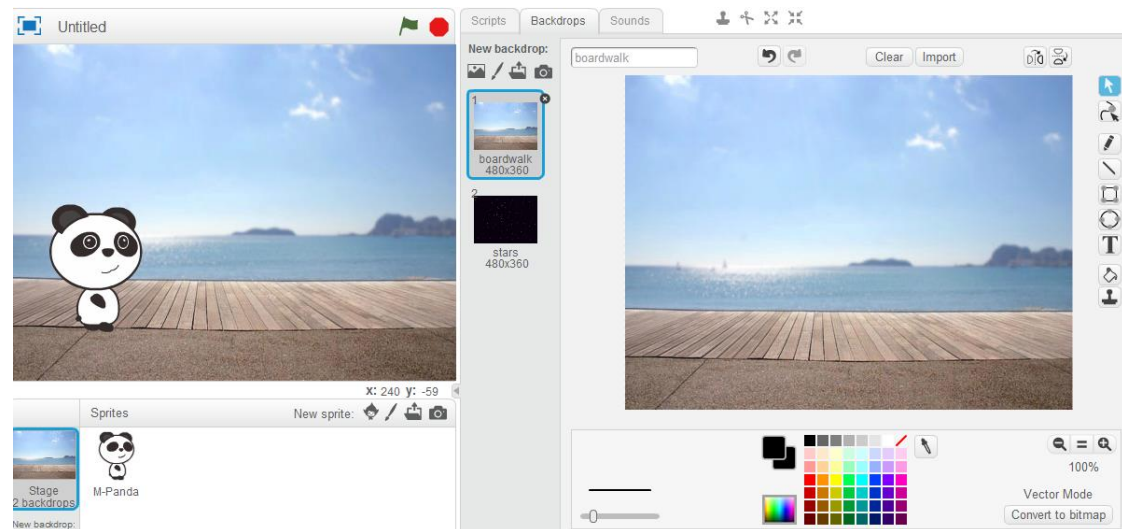 Untitled
Scripts
Backdrops
Sounds
New backdrop:
boardwalk
Clear
Import
1
boardwalk
480x360
2
stars
480x360
T
x: 240 y: -59
Sprites
New sprite:
Stage
2 backdrops
New backdrop:
M-Panda
100%
Vector Mode
Convert to bitmap